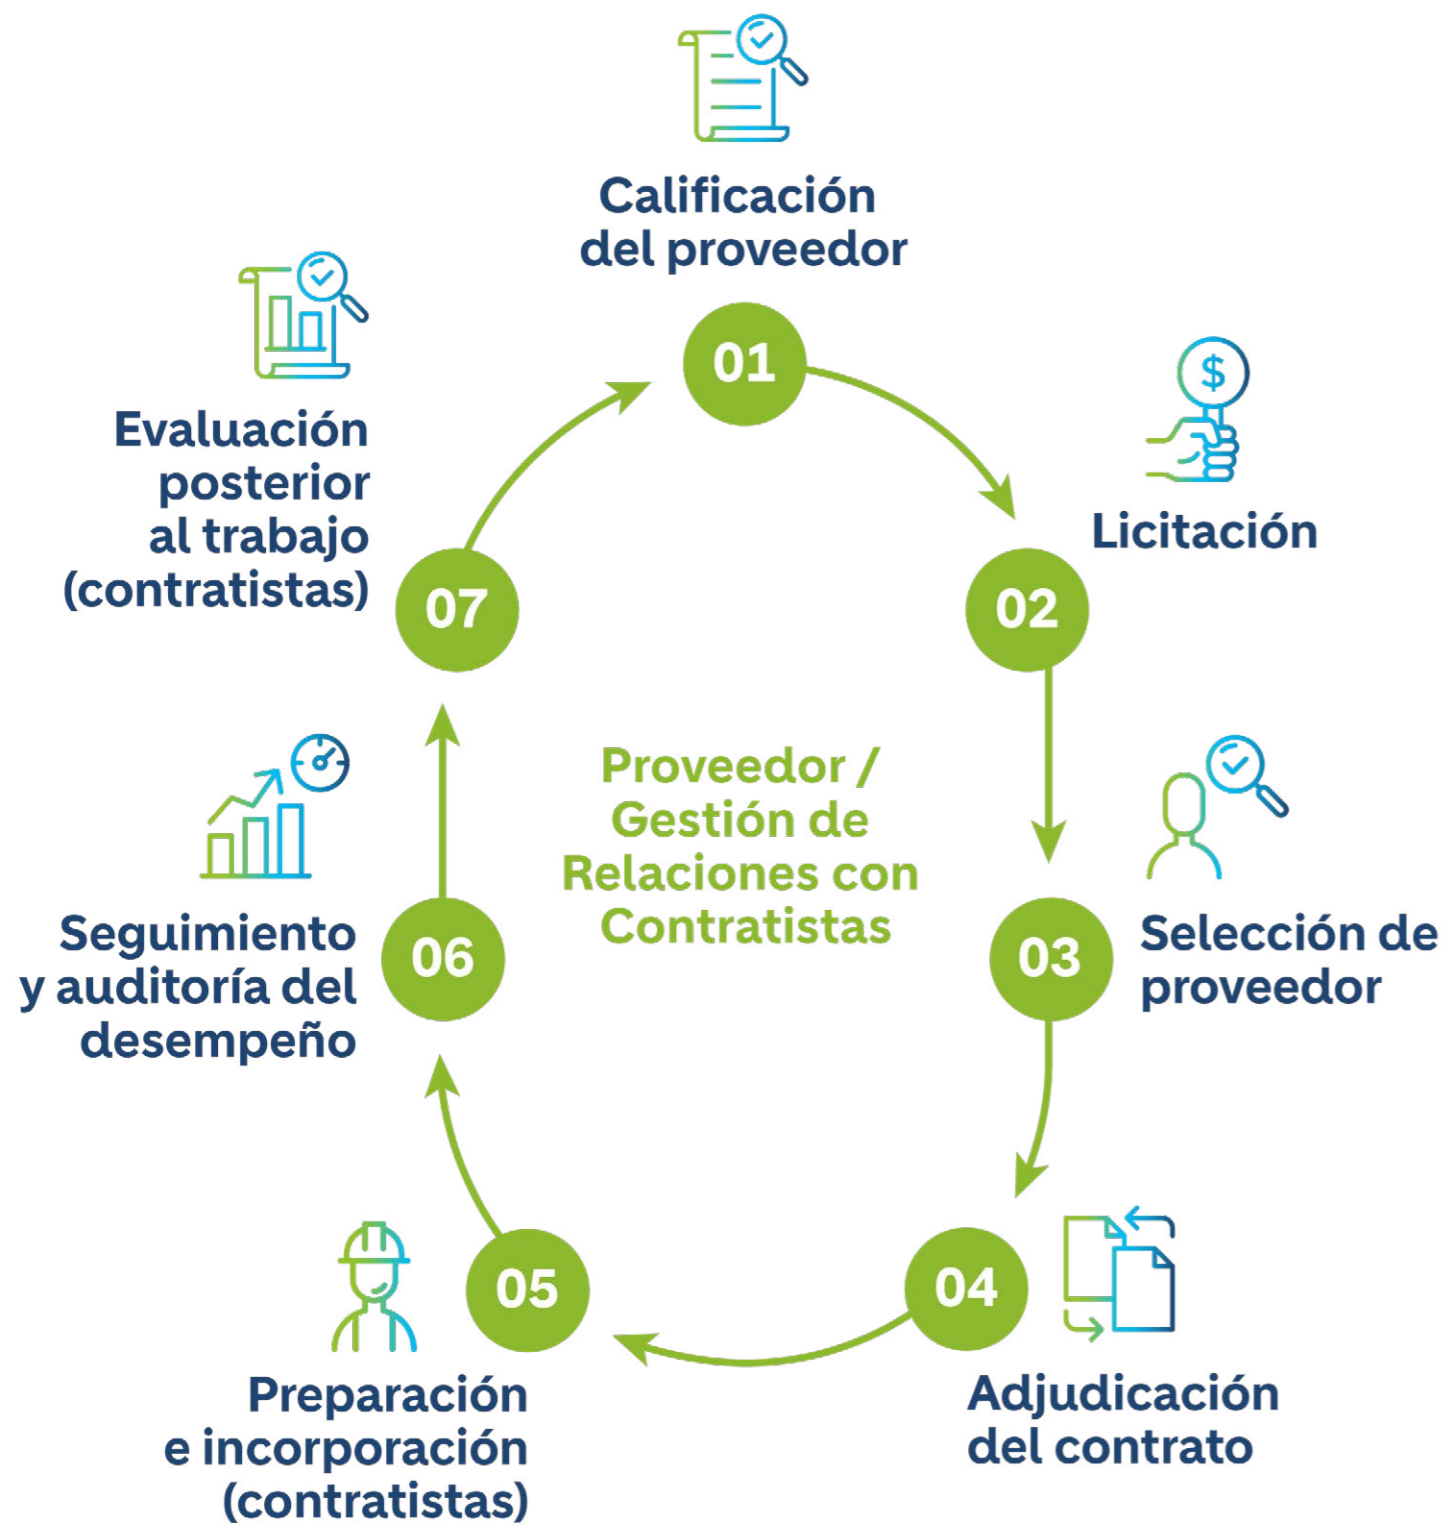 Calificación
del proveedor
01
$
Licitación
02
Selección de
proveedor
03
Adjudicación
del contrato
04
Preparación
e incorporación
(contratistas)
05
Seguimiento
y auditoría del
desempeño
06
Evaluación
posterior
al trabajo
(contratistas)
07
Proveedor /
Gestión de
Relaciones con
Contratistas